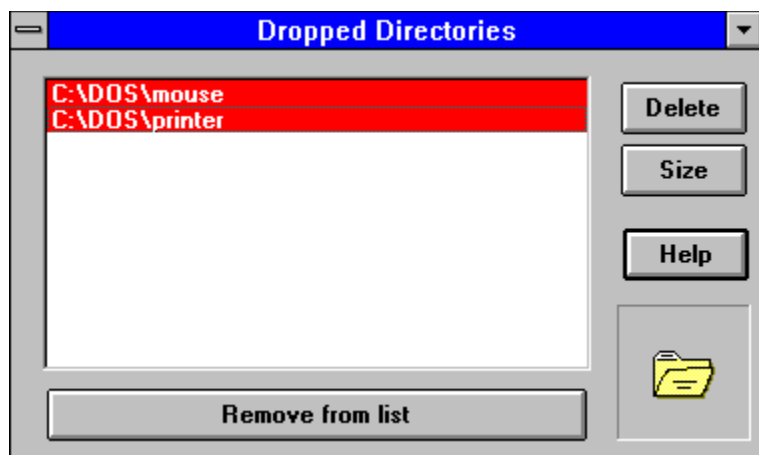 Dropped Directories
C:\DOS\mouse
C:\DOS\printer
Delete
Size
Help
Remove from list